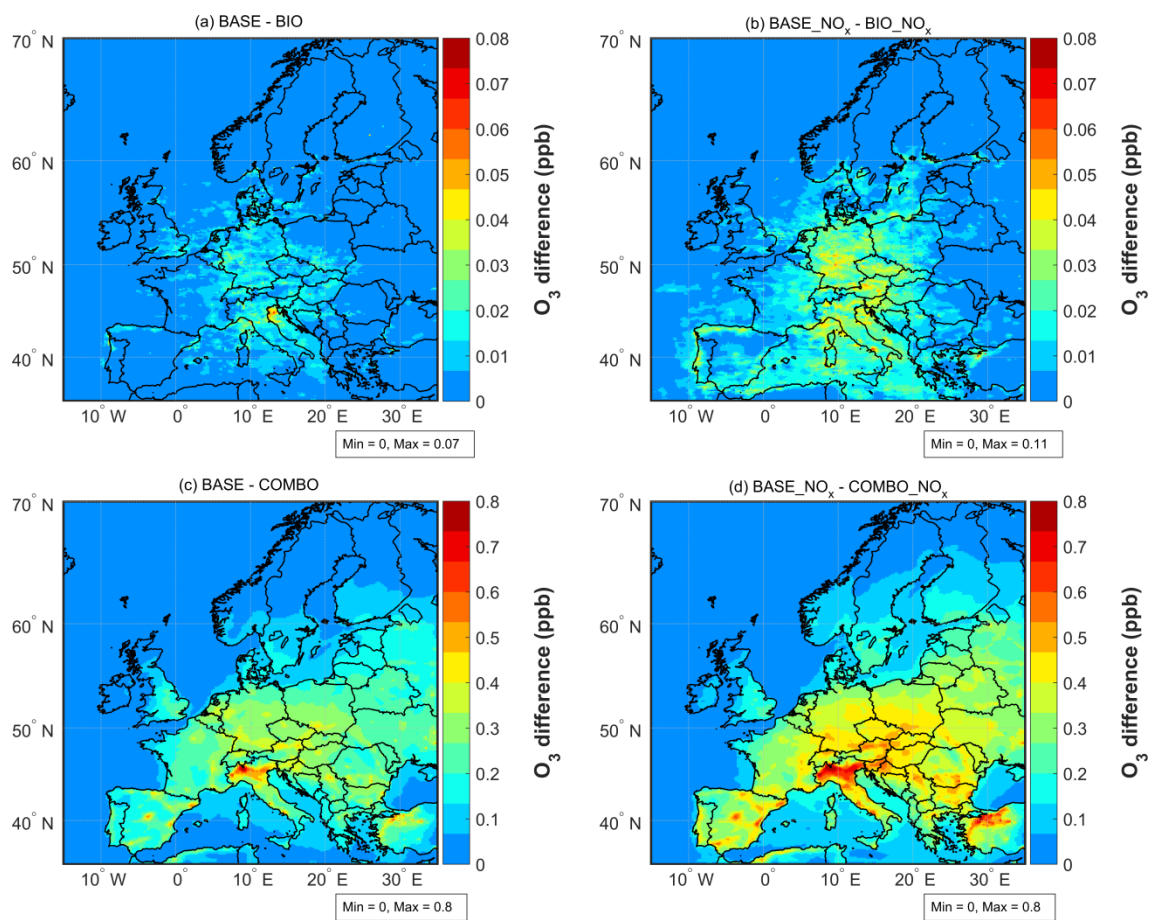 (a) BASE - BIO
70° N
60° N
50° N
40° N
10° W
0°
10° E
20° E
30° E
0.08
0.06
0.06
0.05
0.04
0.03
0.02
0.01
0
O₃ difference (ppb)
Min = 0, Max = 0.07
(b) BASE_NOₓ - BIO_NOₓ
70° N
60° N
50° N
40° N
10° W
0°
10° E
20° E
30° E
0.08
0.06
0.06
0.05
0.04
0.03
0.02
0.01
0
O₃ difference (ppb)
Min = 0, Max = 0.11
(c) BASE - COMBO
70° N
60° N
50° N
40° N
10° W
0°
10° E
20° E
30° E
0.8
0.7
0.6
0.5
0.4
0.3
0.2
0.1
0
O₃ difference (ppb)
Min = 0, Max = 0.8
(d) BASE_NOₓ - COMBO_NOₓ
70° N
60° N
50° N
40° N
10° W
0°
10° E
20° E
30° E
0.8
0.7
0.6
0.5
0.4
0.3
0.2
0.1
0
O₃ difference (ppb)
Min = 0, Max = 0.8